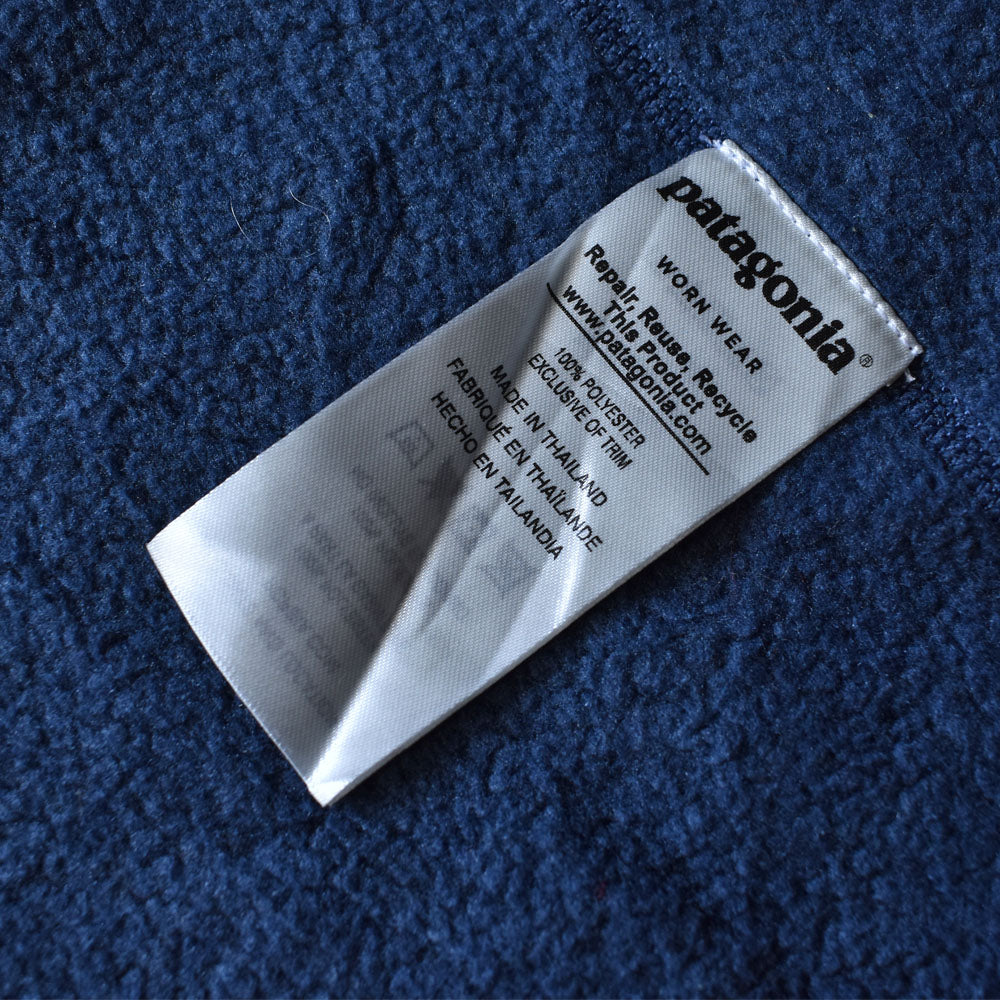 patagonia®
WORN WEAR
Repair, Reuse, Recycle
This Product
www.patagonia.com
100% POLYESTER
EXCLUSIVE OF TRIM
MADE IN THAILAND
FABRIQUÉ EN THAÏLANDE
HECHO EN TAILANDIA